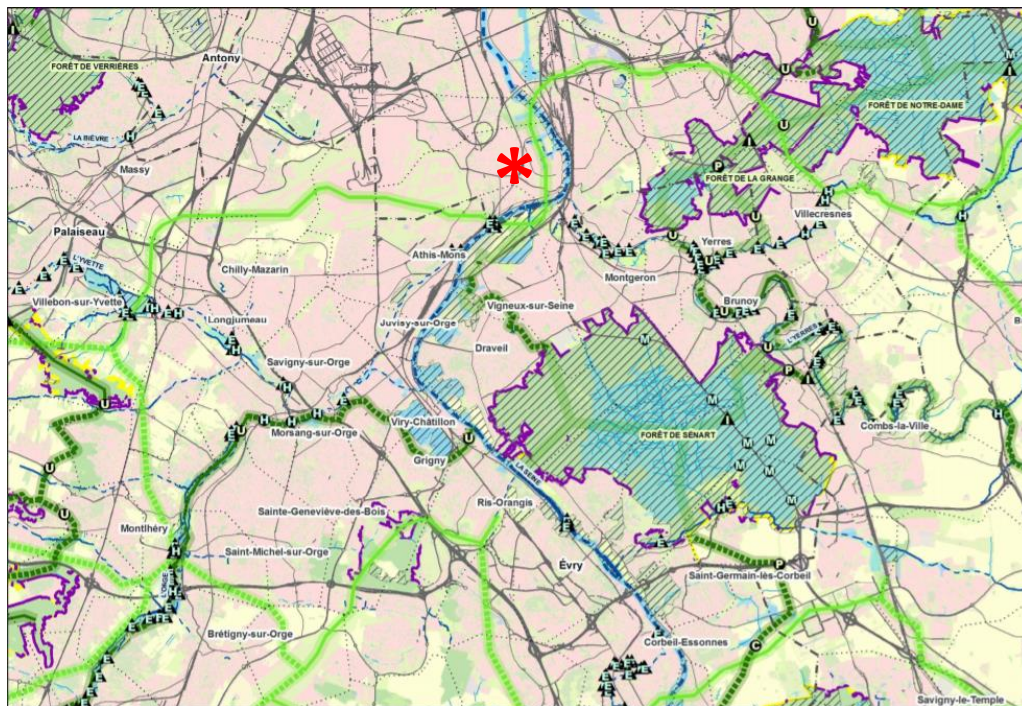 Antony
FORÊT DE VERRIÈRES
FORÊT DE NOTRE-DAME
LA BIÈVRE
Massy
FORÊT DE LA GRANGE
Villecresnes
Palaiseau
Yerres
L'YVETTE
Athis-Mons
Chilly-Mazarin
Montgeron
Villebon-sur-Yvette
Vigneux-sur-Seine
Brunoy
Longjumeau
Juvisy-sur-Orge
L'YERRES
Draveil
Savigny-sur-Orge
Viry-Châtillon
Combs-la-Ville
Morsang-sur-Orge
FORÊT DE SÉNART
Grigny
LA SEINE
Ris-Orangis
Sainte-Geneviève-des-Bois
Montlhéry
Saint-Michel-sur-Orge
Évry
Saint-Germain-lès-Corbeil
L'ORGE
Brétigny-sur-Orge
Corbeil-Essonnes
Savigny-le-Temple